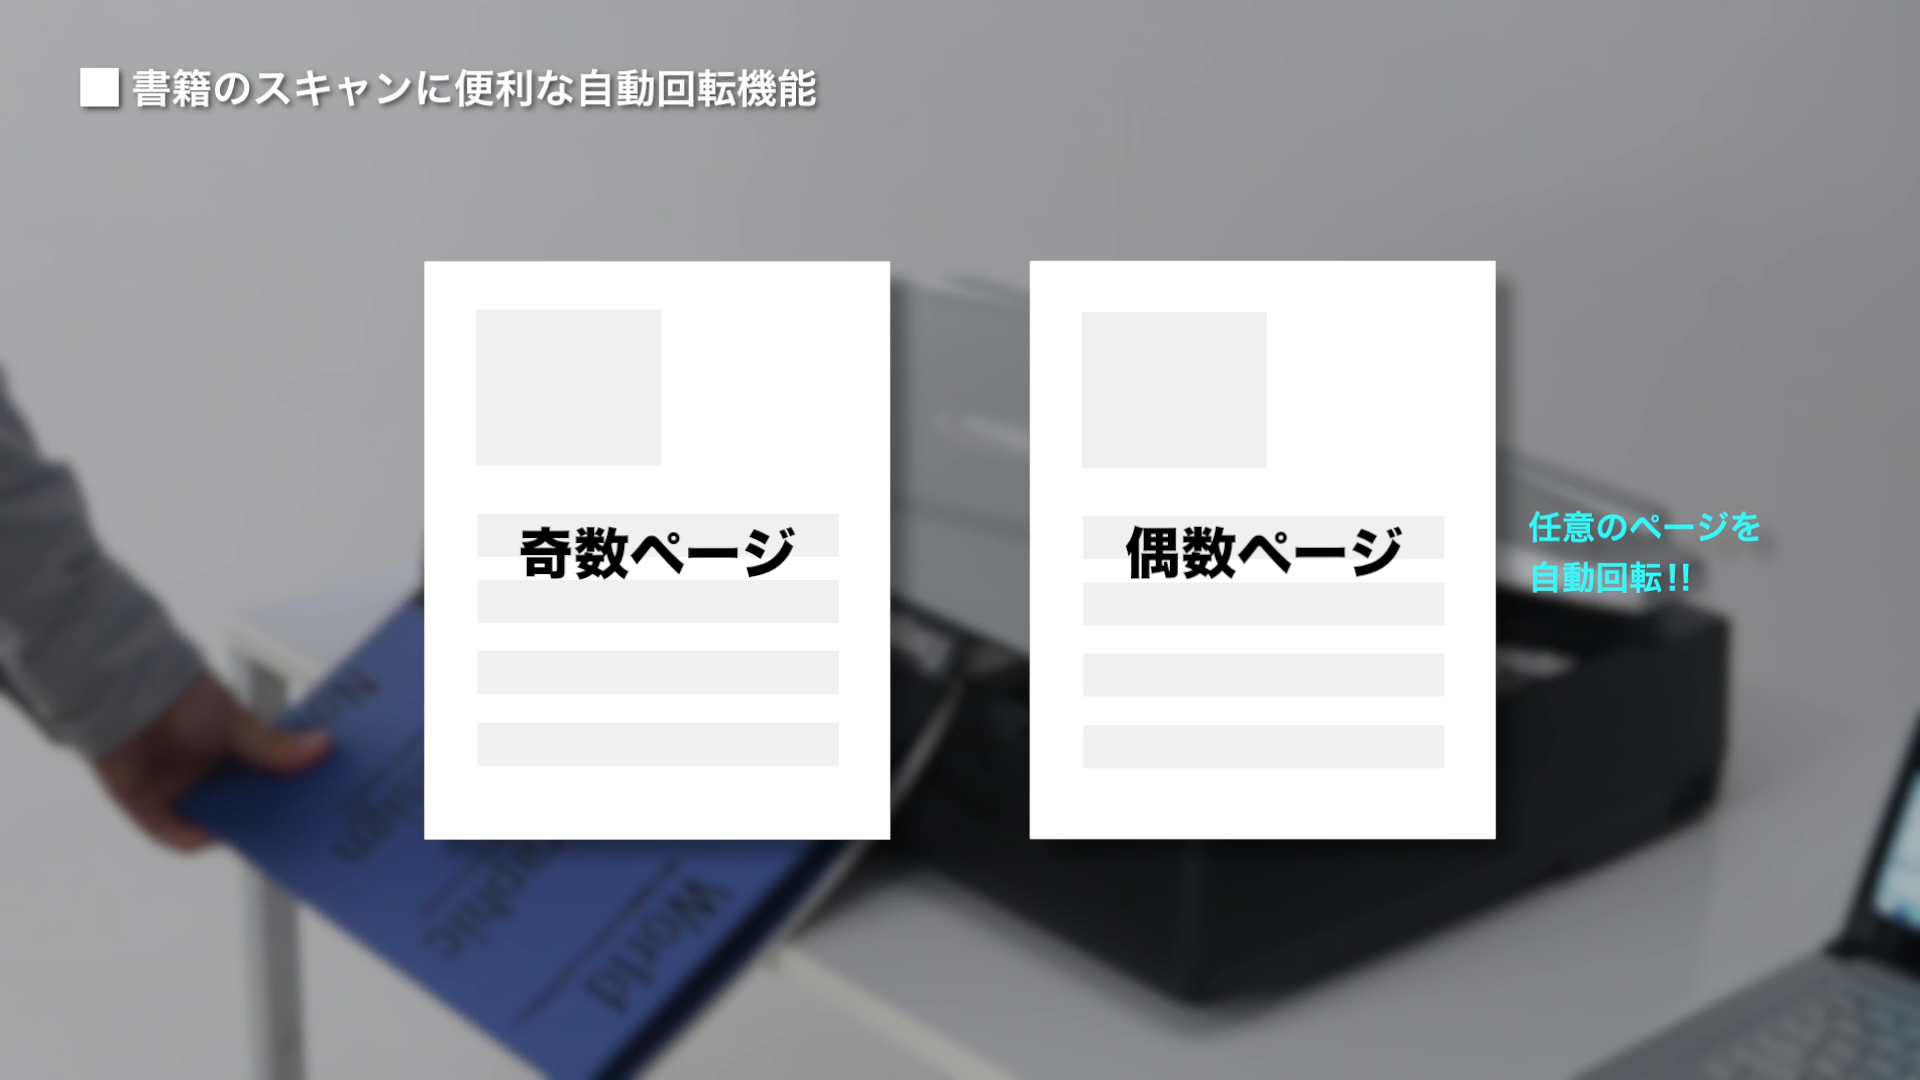 ■ 書籍のスキャンに便利な自動回転機能
奇数ページ
偶数ページ
任意のページを
自動回転!!
World